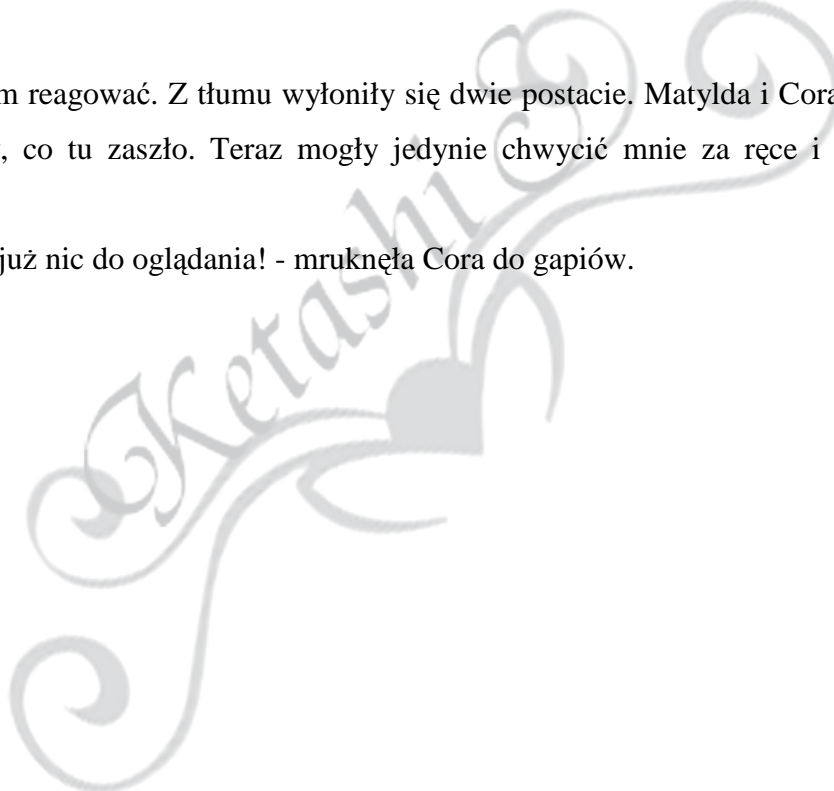 m reagować. Z tłumu wyłoniły się dwie postacie. Matylda i Cora
, co tu zaszło. Teraz mogły jedynie chwycić mnie za ręce i
już nic do oglądania! - mruknęła Cora do gapiów.
Ketashi S